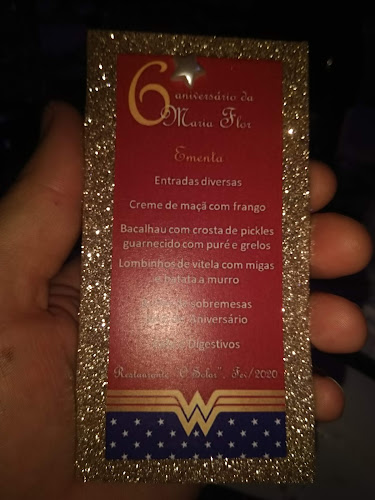 6 aniversário da
Maria Flor
Ementa
Entradas diversas
Creme de maçã com frango
Bacalhau com crosta de pickles
guarnecido com puré e grelos
Lombinhos de vitela com migas
batata a murro
sobremesas
Aniversário
Digestivos
Restaurante "O Solar", Fev/2020